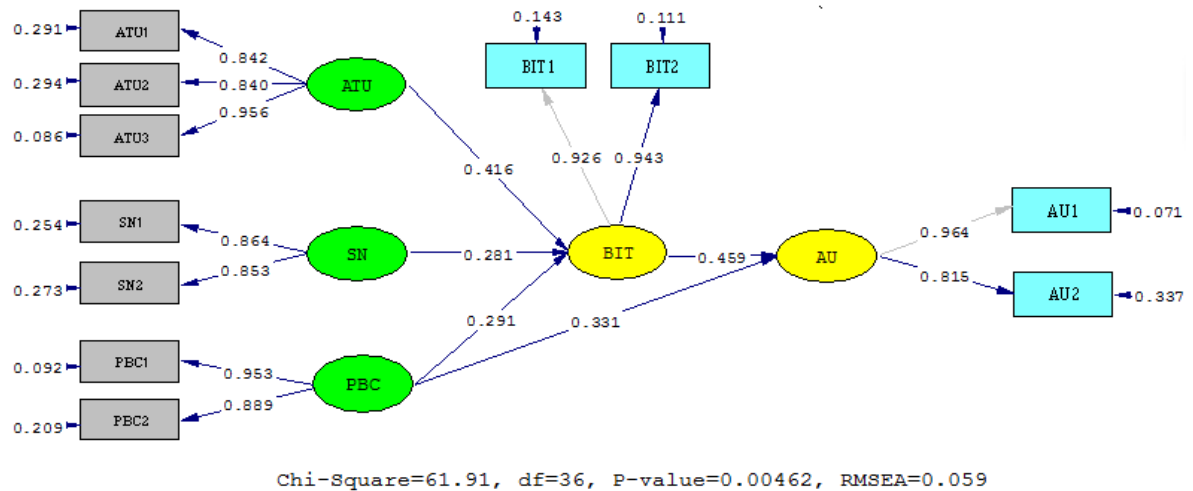 0.291 ATU1
0.842
0.294 ATU2
0.840
ATU
0.956
0.086 ATU3
0.143 0.111
BIT1 BIT2
0.926 0.943
0.416
0.254 SN1
0.864
SN
0.853
0.273 SN2
0.281
BIT
0.459
AU
0.964
AU1 0.071
0.815
AU2 0.337
0.291
0.331
0.092 PBC1
0.953
PBC
0.889
0.209 PBC2
Chi-Square=61.91, df=36, P-value=0.00462, RMSEA=0.059